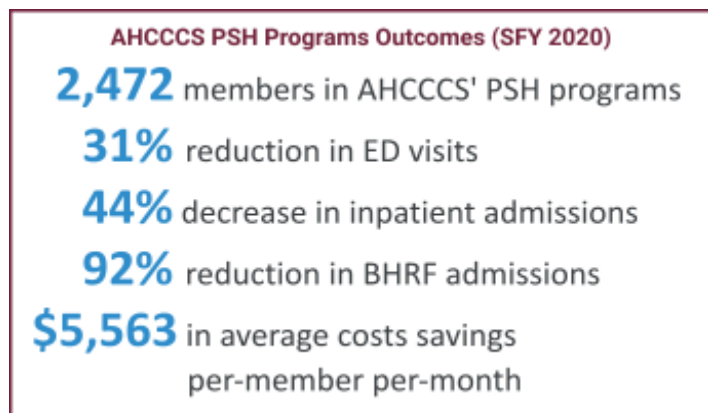 AHCCCS PSH Programs Outcomes (SFY 2020)
2,472 members in AHCCCS' PSH programs
31% reduction in ED visits
44% decrease in inpatient admissions
92% reduction in BHRF admissions
$5,563 in average costs savings
per-member per-month